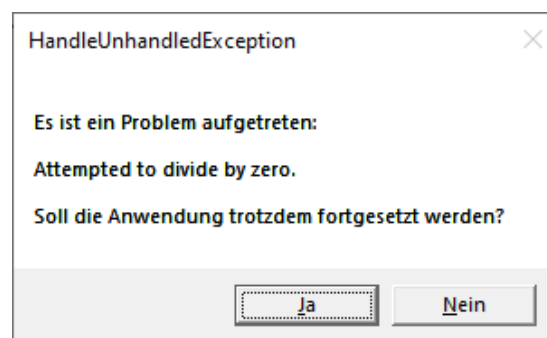 HandleUnhandledException
Es ist ein Problem aufgetreten:
Attempted to divide by zero.
Soll die Anwendung trotzdem fortgesetzt werden?
Ja Nein